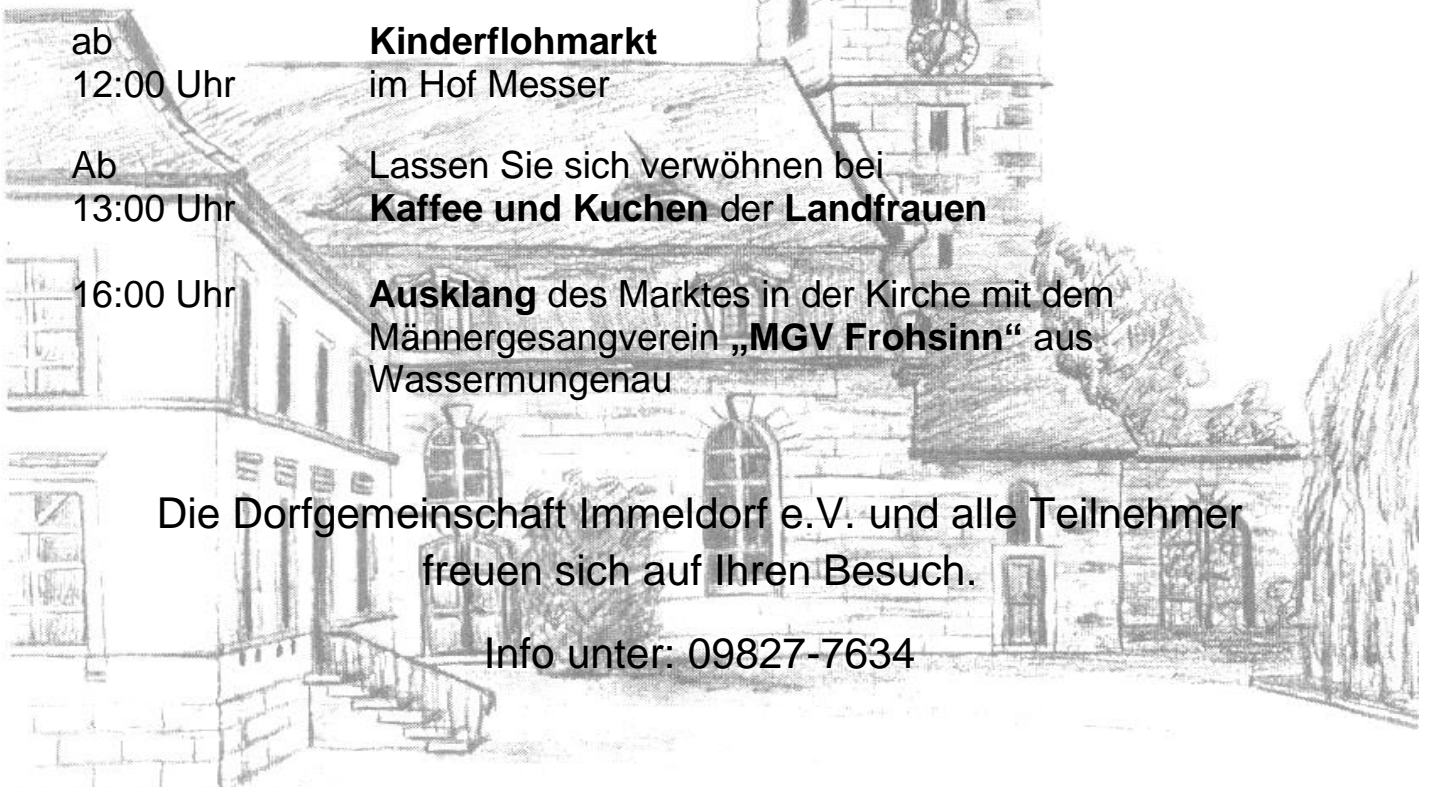 ab Kinderflohmarkt
12:00 Uhr im Hof Messer
Ab Lassen Sie sich verwöhnen bei
13:00 Uhr Kaffee und Kuchen der Landfrauen
16:00 Uhr Ausklang des Marktes in der Kirche mit dem
Männergesangverein „MGV Frohsinn“ aus
Wassermungenau
Die Dorfgemeinschaft Immeldorf e.V. und alle Teilnehmer
freuen sich auf Ihren Besuch.
Info unter: 09827-7634